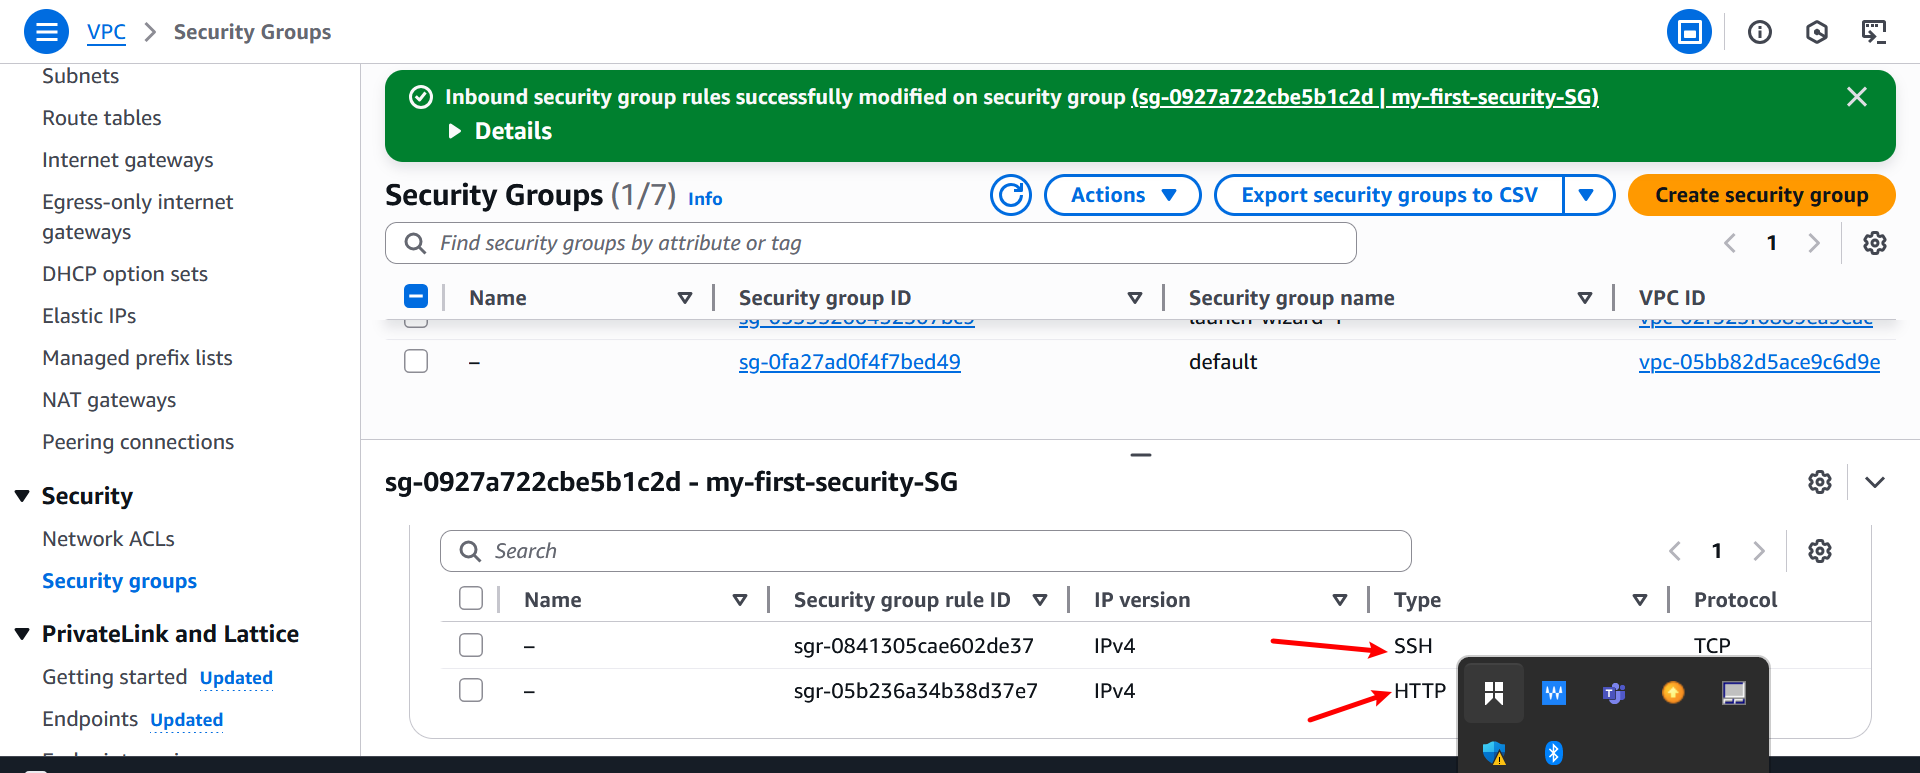 VPC > Security Groups
Subnets
Route tables
Internet gateways
Egress-only internet
gateways
DHCP option sets
Elastic IPs
Managed prefix lists
NAT gateways
Peering connections
Security
Network ACLs
Security groups
PrivateLink and Lattice
Getting started Updated
Endpoints Updated
Inbound security group rules successfully modified on security group (sg-0927a722cbe5b1c2d | my-first-security-SG)
Details
Security Groups (1/7) Info
Actions
Export security groups to CSV
Create security group
Find security groups by attribute or tag
1
Name Security group ID Security group name VPC ID
– sg-0fa27ad0f4f7bed49 default vpc-05bb82d5ace9c6d9e
sg-0927a722cbe5b1c2d - my-first-security-SG
Search
1
Name Security group rule ID IP version Type Protocol
– sgr-0841305cae602de37 IPv4 SSH TCP
– sgr-05b236a34b38d37e7 IPv4 HTTP